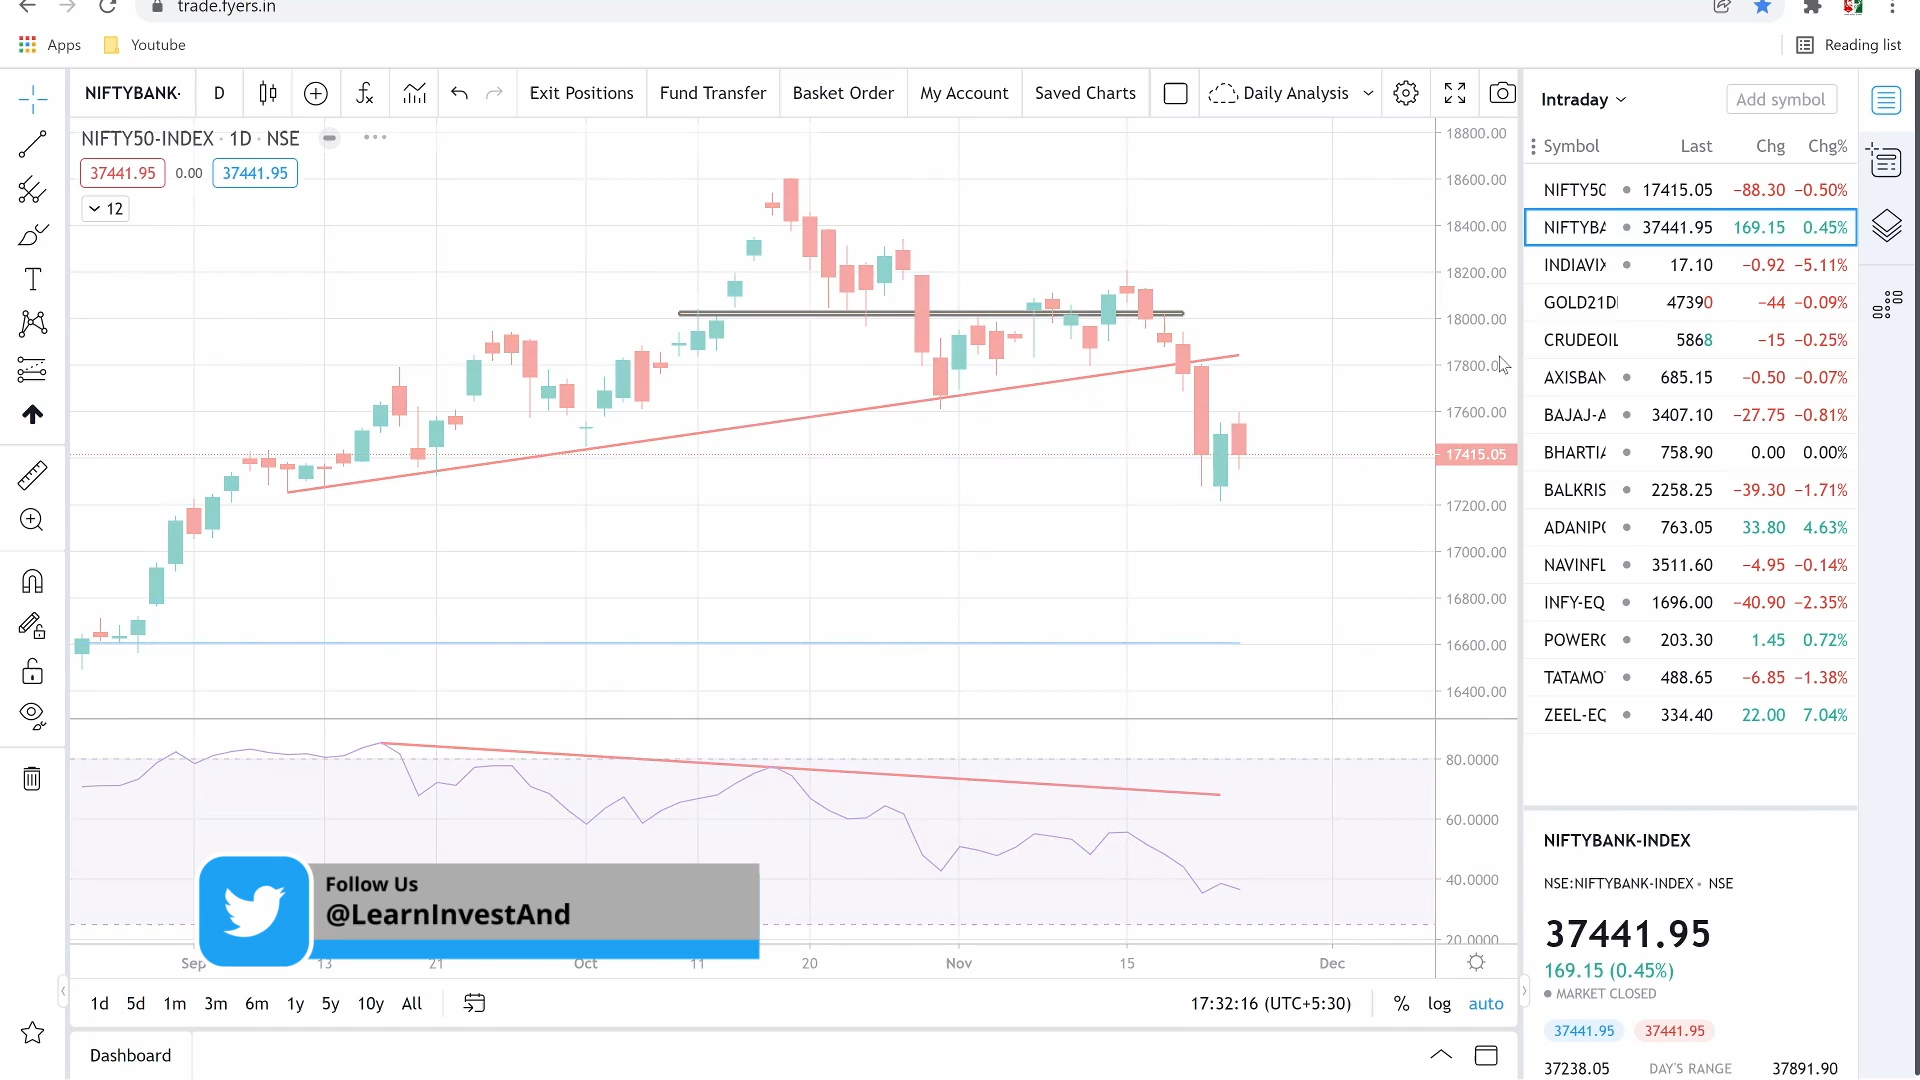 trade.fyers.in
Apps
Youtube
Reading list
NIFTYBANK·
D
Exit Positions
Fund Transfer
Basket Order
My Account
Saved Charts
Daily Analysis
NIFTY50-INDEX · 1D · NSE
37441.95
0.00
37441.95
12
18800.00
18600.00
18400.00
18200.00
18000.00
17800.0
17600.00
17415.05
17200.00
17000.00
16800.00
16600.00
16400.00
80.0000
60.0000
40.0000
20.0000
Follow Us
@LearnInvestAnd
Sep
13
21
Oct
11
20
Nov
15
Dec
1d 5d 1m 3m 6m 1y 5y 10y All
17:32:16 (UTC+5:30)
% log auto
Dashboard
Intraday
Add symbol
Symbol Last Chg Chg%
NIFTY50 17415.05 −88.30 −0.50%
NIFTYBA 37441.95 169.15 0.45%
INDIAVIX 17.10 −0.92 −5.11%
GOLD21DE 47390 −44 −0.09%
CRUDEOIL 5868 −15 −0.25%
AXISBAN 685.15 −0.50 −0.07%
BAJAJ-A 3407.10 −27.75 −0.81%
BHARTIA 758.90 0.00 0.00%
BALKRIS 2258.25 −39.30 −1.71%
ADANIPO 763.05 33.80 4.63%
NAVINFL 3511.60 −4.95 −0.14%
INFY-EQ 1696.00 −40.90 −2.35%
POWERG 203.30 1.45 0.72%
TATAMO 488.65 −6.85 −1.38%
ZEEL-EQ 334.40 22.00 7.04%
NIFTYBANK-INDEX
NSE:NIFTYBANK-INDEX • NSE
37441.95
169.15 (0.45%)
MARKET CLOSED
37441.95 37441.95
37238.05 DAY'S RANGE 37891.90